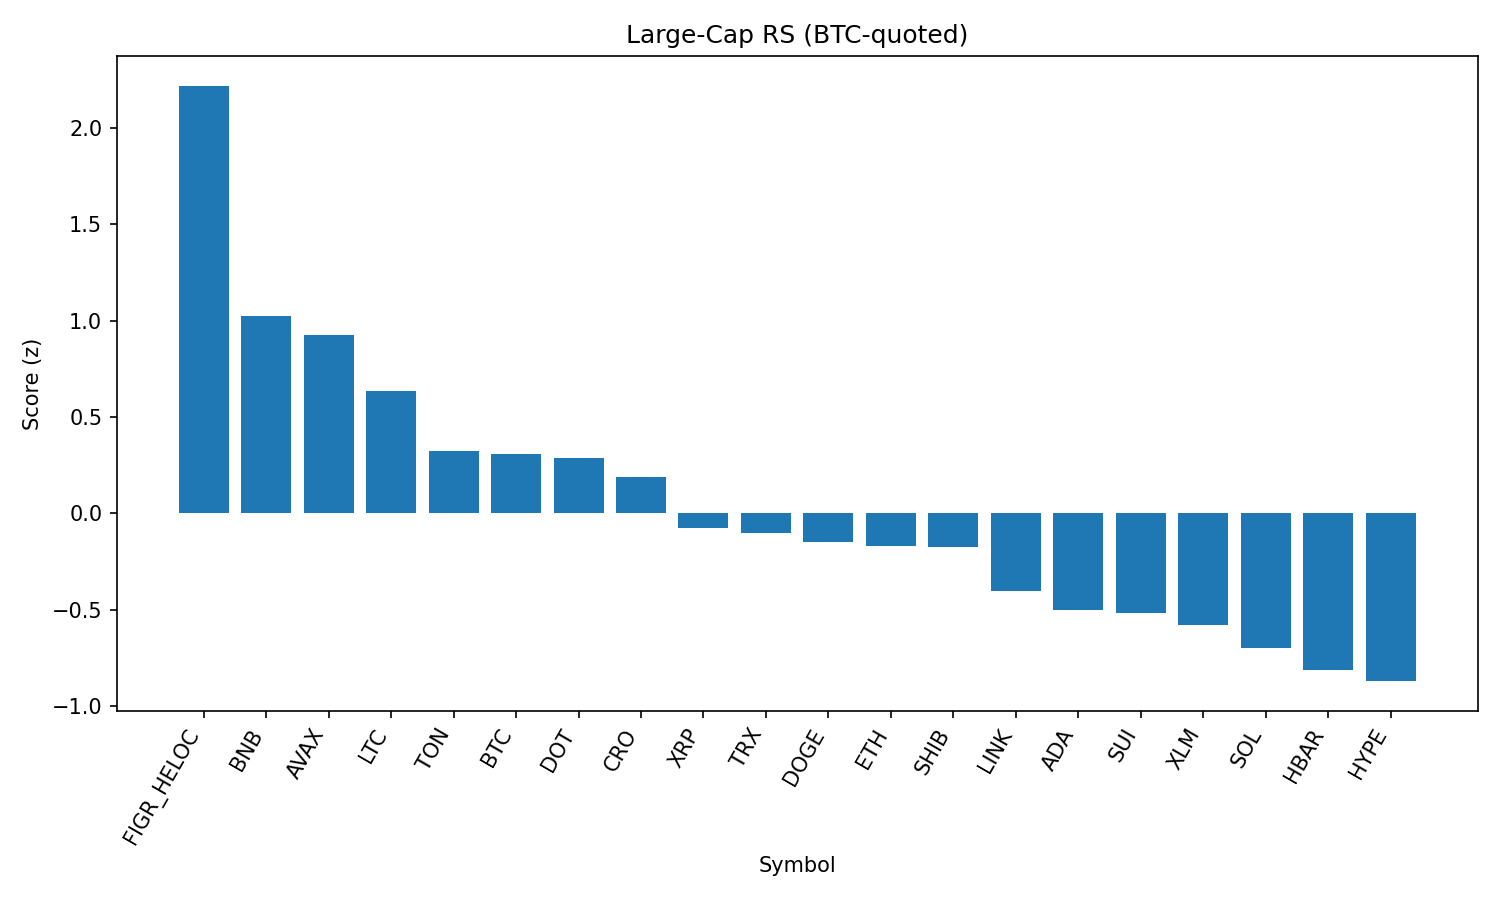 Large-Cap RS (BTC-quoted)
Score (z)
2.0
1.5
1.0
0.5
0.0
−0.5
−1.0
FIGR_HELOC
BNB
AVAX
LTC
TON
BTC
DOT
CRO
XRP
TRX
DOGE
ETH
SHIB
LINK
ADA
SUI
XLM
SOL
HBAR
HYPE
Symbol